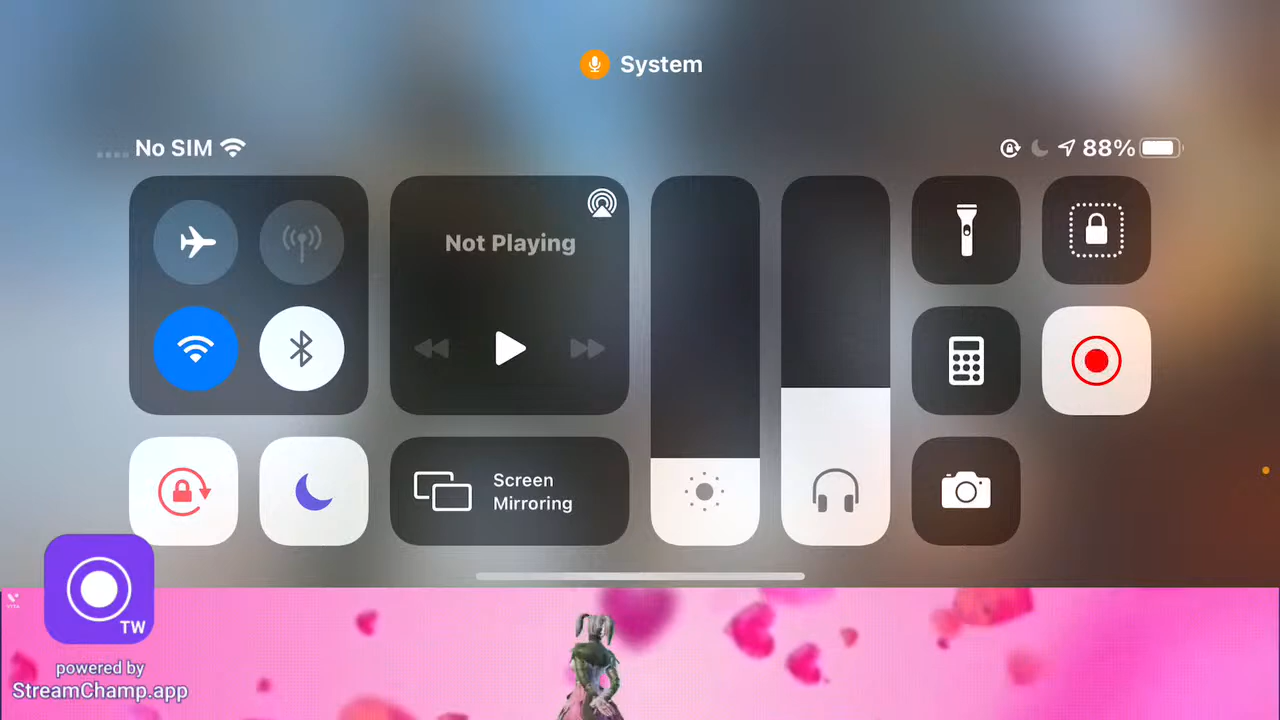 System
No SIM
88%
Not Playing
Screen
Mirroring
TW
powered by
StreamChamp.app